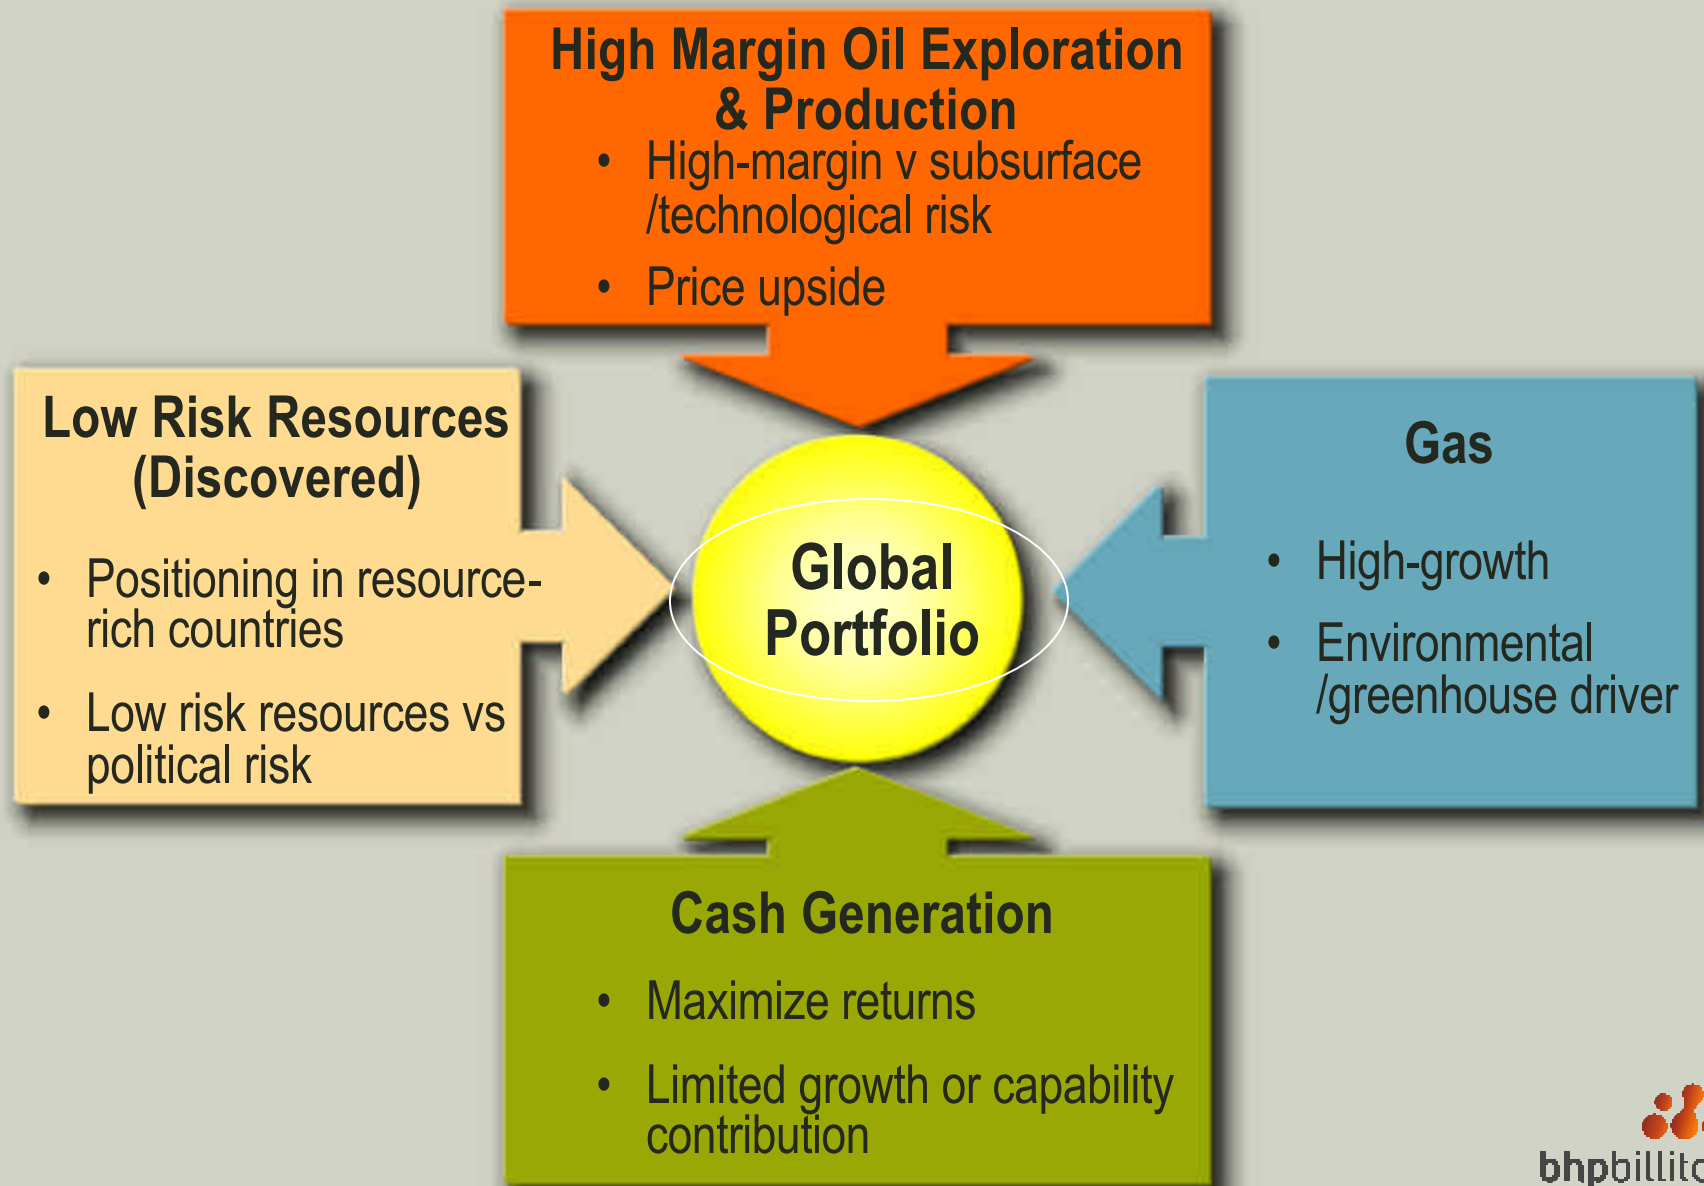 High Margin Oil Exploration
& Production
• High-margin v subsurface
/technological risk
• Price upside
Low Risk Resources
(Discovered)
• Positioning in resource-
rich countries
• Low risk resources vs
political risk
Global
Portfolio
Gas
• High-growth
• Environmental
/greenhouse driver
Cash Generation
• Maximize returns
• Limited growth or capability
contribution